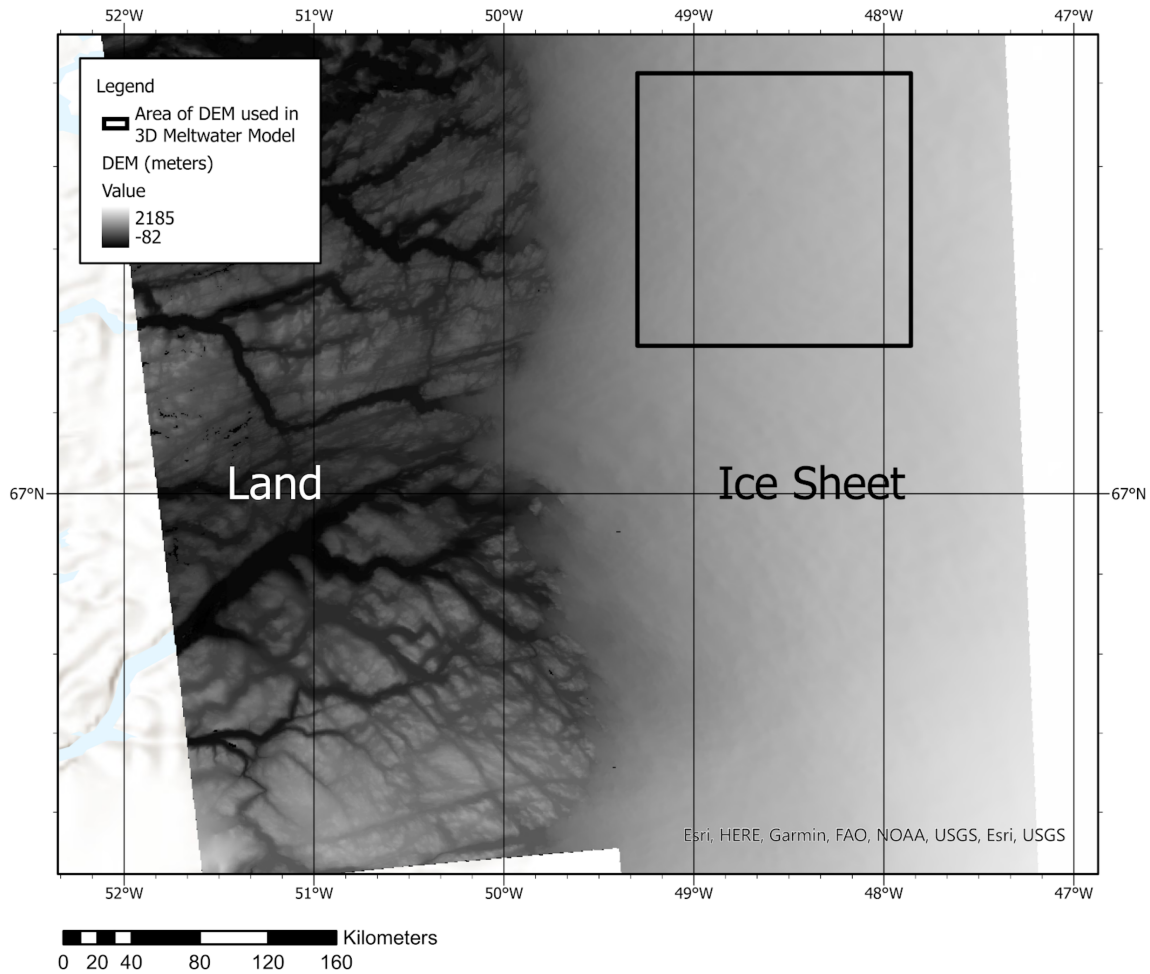 52°W 51°W 50°W 49°W 48°W 47°W
Legend
Area of DEM used in
3D Meltwater Model
DEM (meters)
Value
2185
-82
Land
Ice Sheet
67°N 67°N
Esri, HERE, Garmin, FAO, NOAA, USGS, Esri, USGS
52°W 51°W 50°W 49°W 48°W 47°W
Kilometers
0 20 40 80 120 160